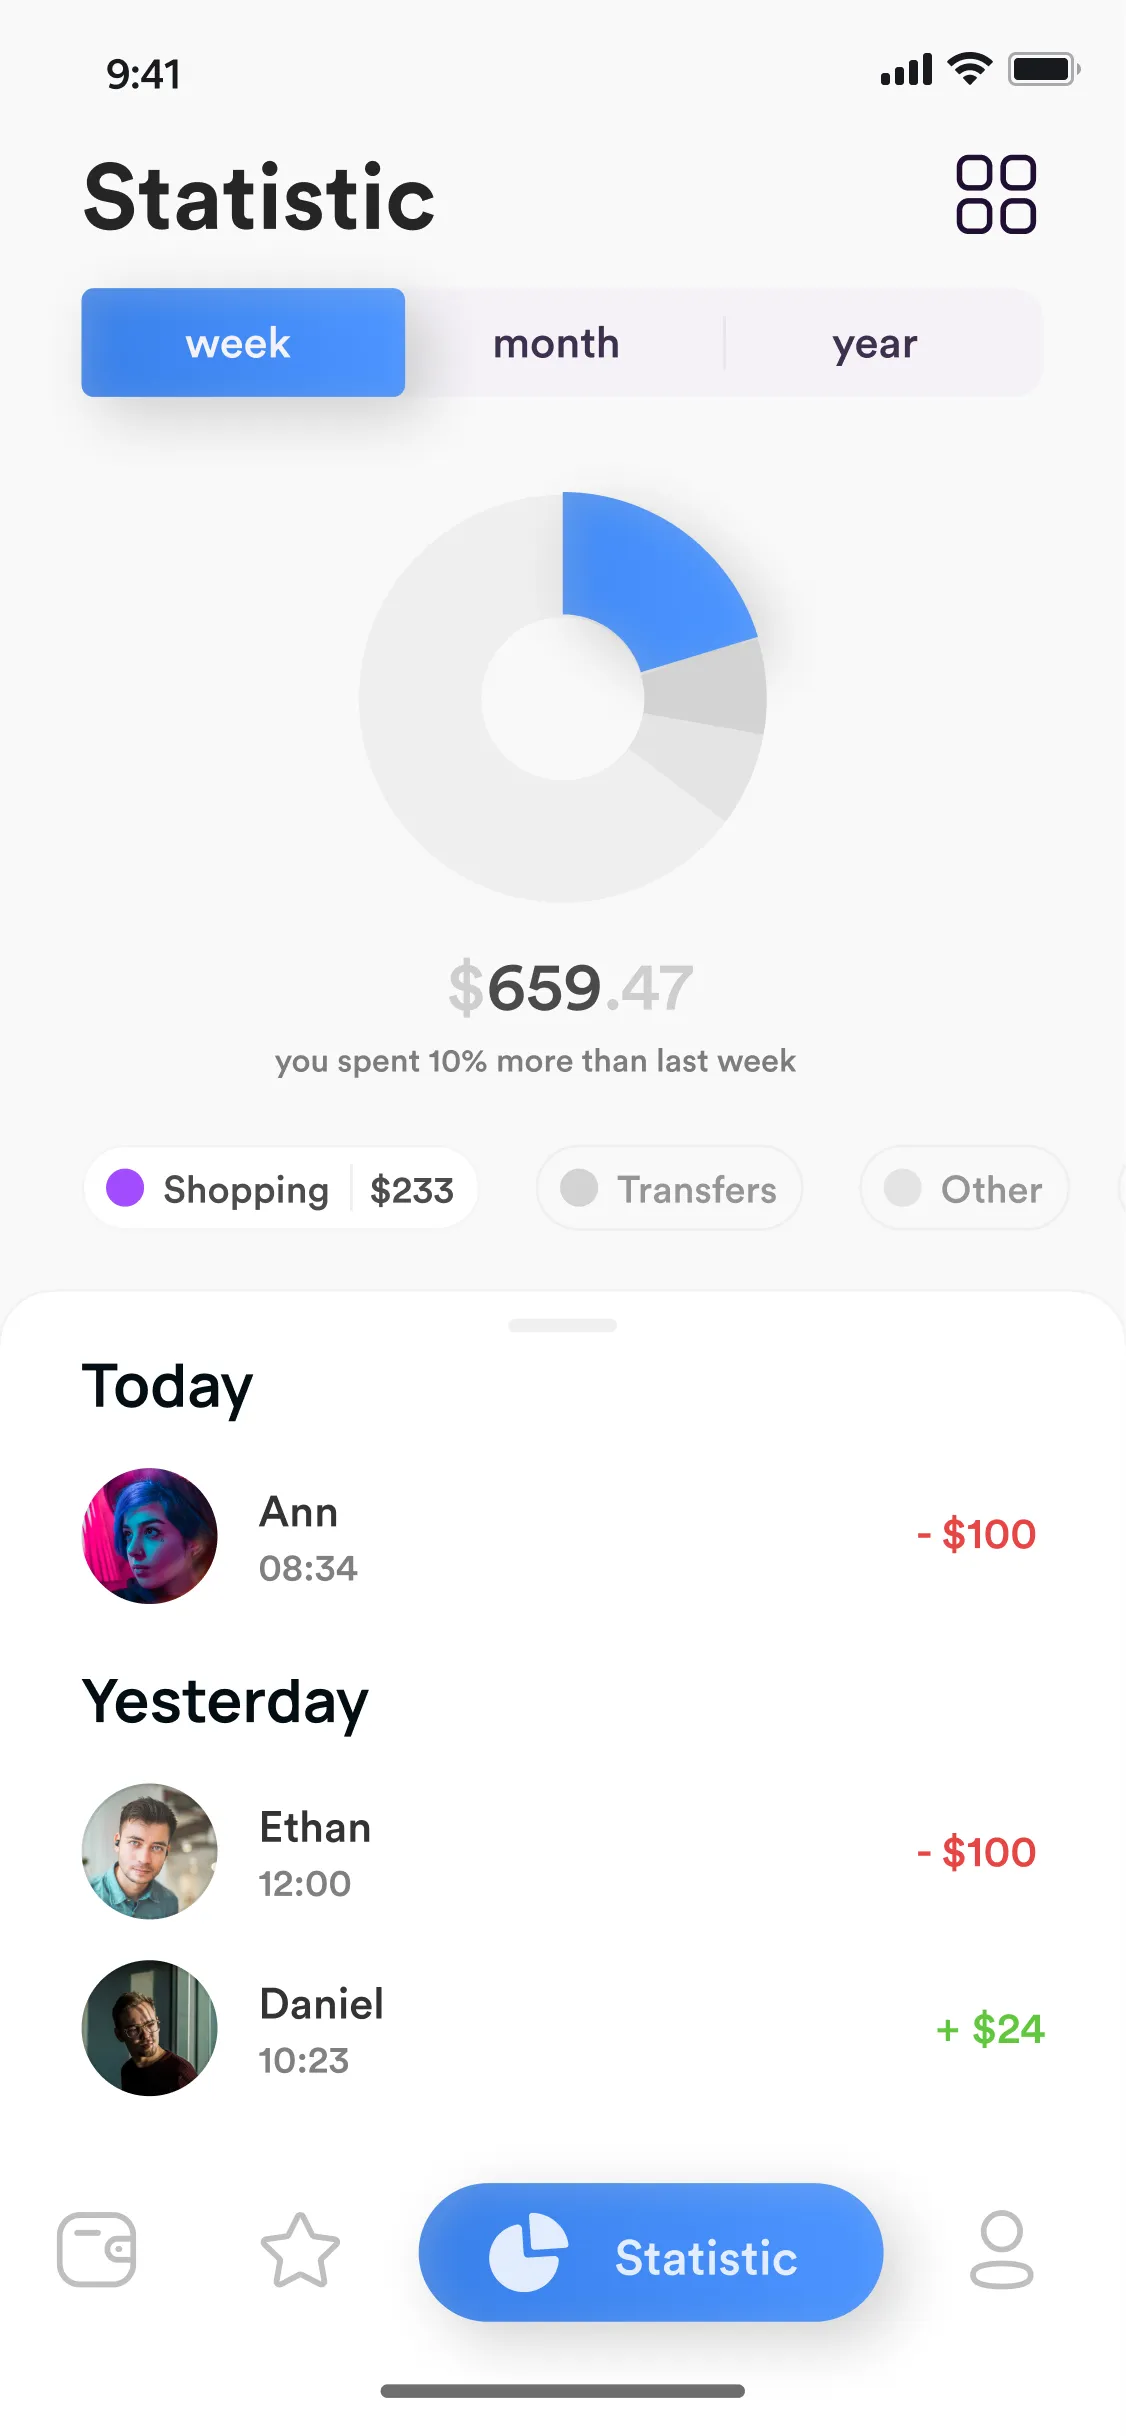 9:41
Statistic
week month year
$659.47
you spent 10% more than last week
Shopping $233 Transfers Other
Today
Ann
08:34
- $100
Yesterday
Ethan
12:00
- $100
Daniel
10:23
+ $24
Statistic